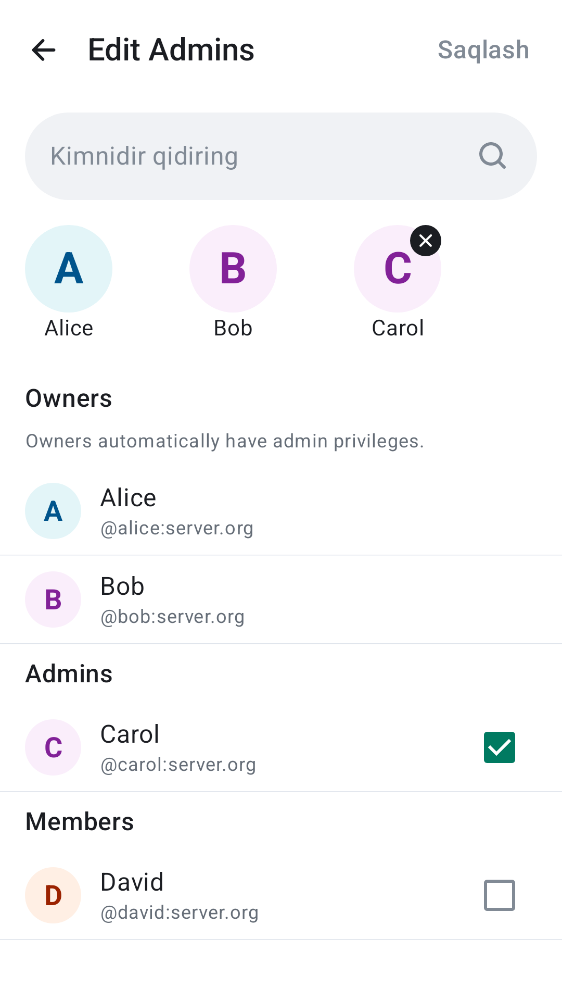 Edit Admins
Saqlash
Kimnidir qidiring
A
B
C
Alice
Bob
Carol
Owners
Owners automatically have admin privileges.
A
Alice
@alice:server.org
B
Bob
@bob:server.org
Admins
C
Carol
@carol:server.org
Members
D
David
@david:server.org